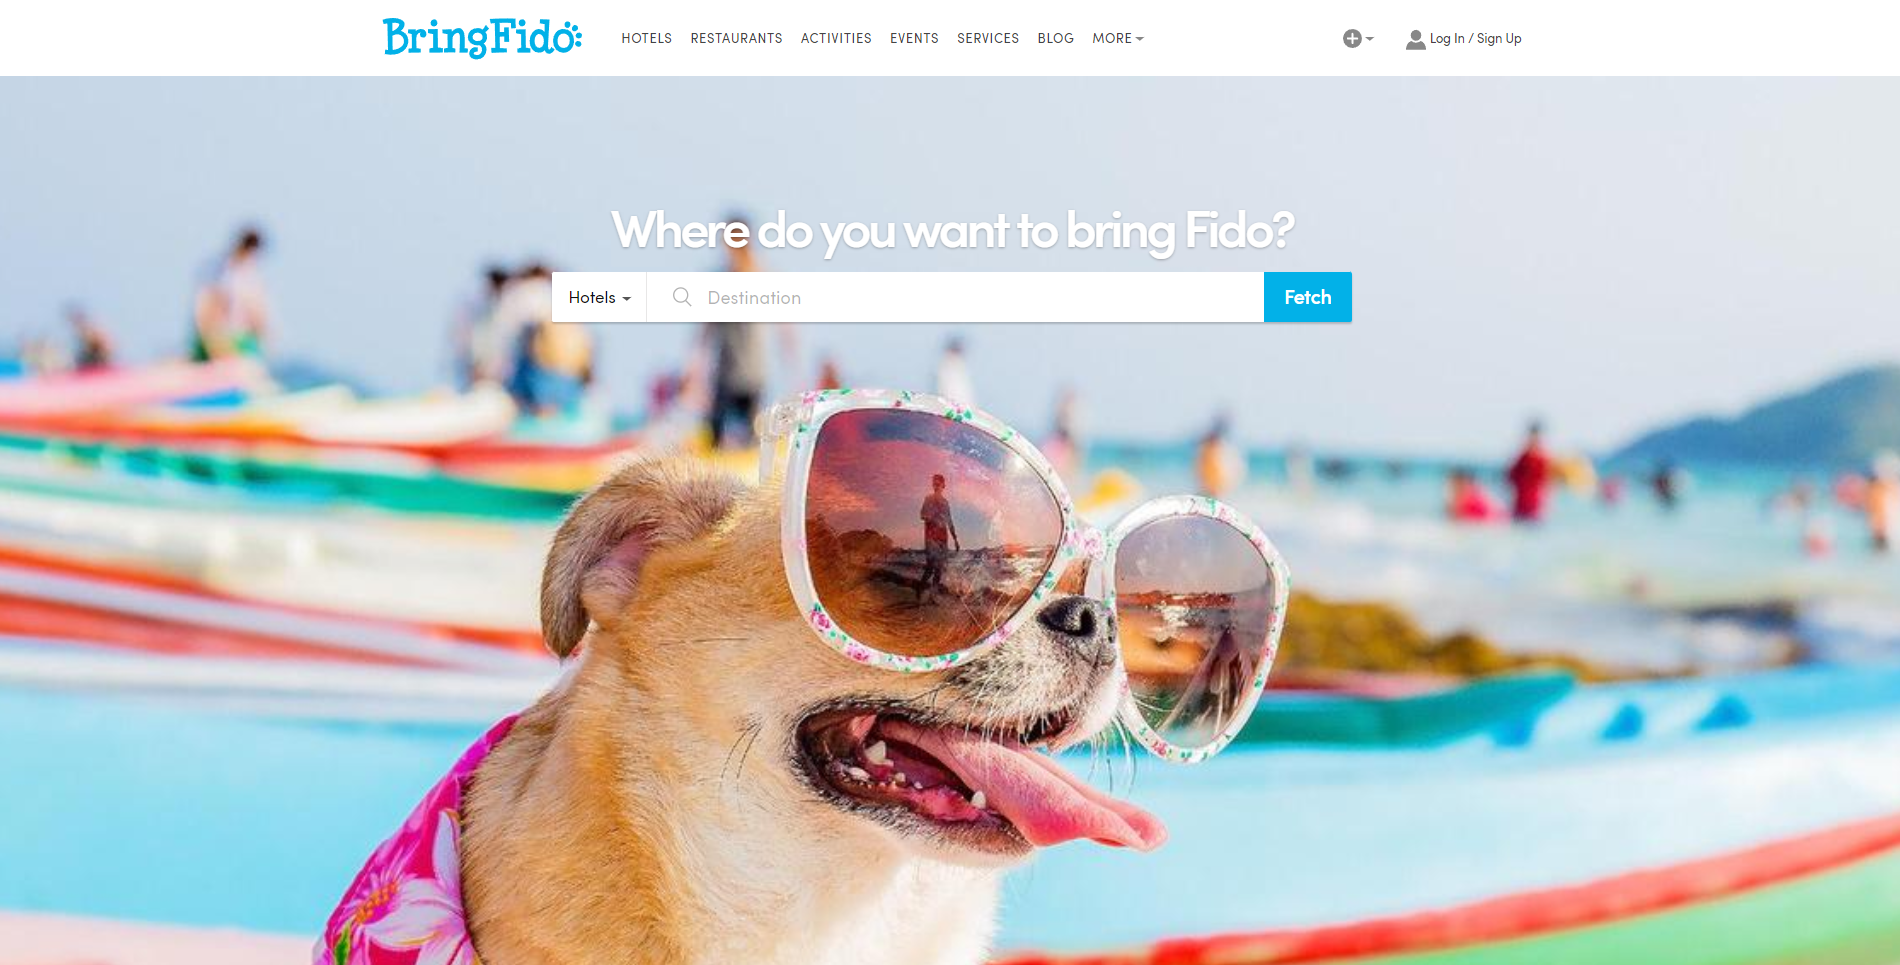 BringFido
HOTELS RESTAURANTS ACTIVITIES EVENTS SERVICES BLOG MORE
Log In / Sign Up
Where do you want to bring Fido?
Hotels
Destination
Fetch